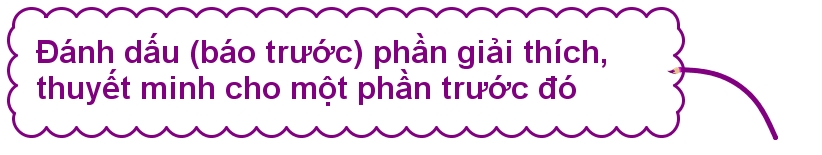 Đánh dấu (báo trước) phần giải thích,
thuyết minh cho một phần trước đó